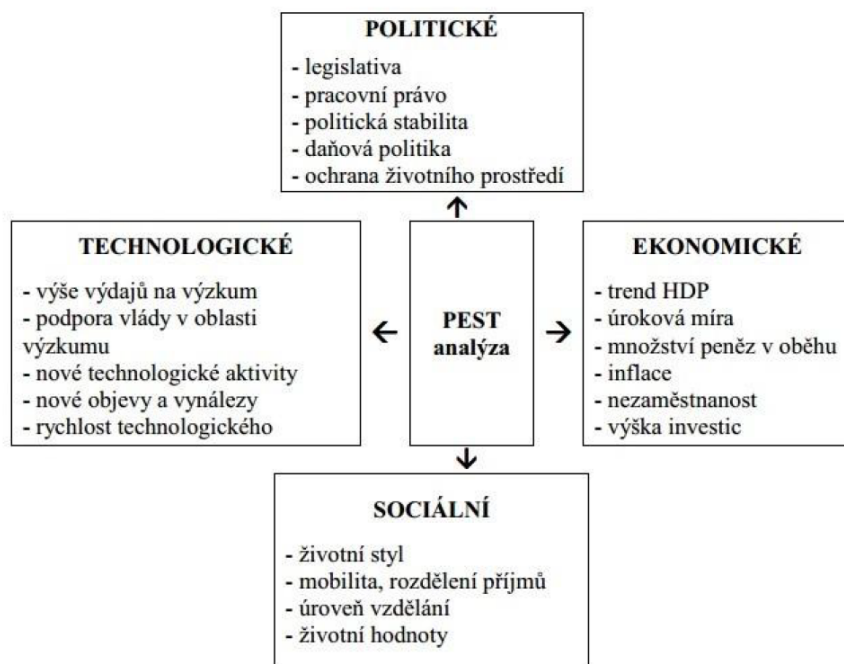 POLITICKÉ
- legislativa
- pracovní právo
- politická stabilita
- daňová politika
- ochrana životního prostředí
TECHNOLOGICKÉ
- výše výdajů na výzkum
- podpora vlády v oblasti
výzkumu
- nové technologické aktivity
- nové objevy a vynálezy
- rychlost technologického
PEST
analýza
EKONOMICKÉ
- trend HDP
- úroková míra
- množství peněz v oběhu
- inflace
- nezaměstnanost
- výška investic
SOCIÁLNÍ
- životní styl
- mobilita, rozdělení příjmů
- úroveň vzdělání
- životní hodnoty